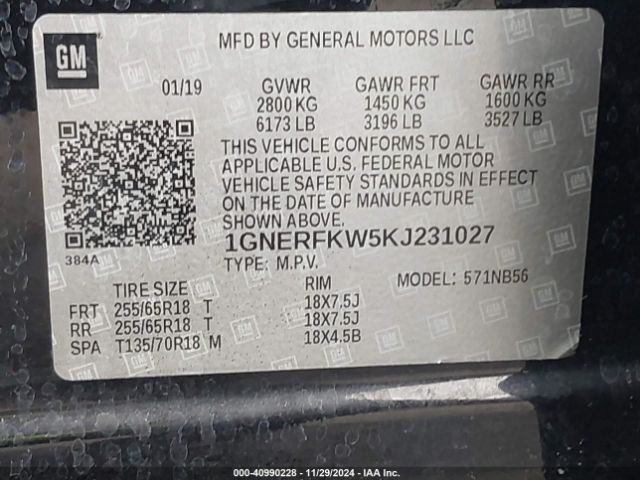 GM
MFD BY GENERAL MOTORS LLC
01/19 GVWR GAWR FRT GAWR RR
2800 KG 1450 KG 1600 KG
6173 LB 3196 LB 3527 LB
THIS VEHICLE CONFORMS TO ALL
APPLICABLE U.S. FEDERAL MOTOR
VEHICLE SAFETY STANDARDS IN EFFECT
ON THE DATE OF MANUFACTURE
SHOWN ABOVE.
384A
1GNERFKW5KJ231027
TYPE: M.P.V. MODEL: 571NB56
TIRE SIZE RIM
FRT 255/65R18 T 18X7.5J
RR 255/65R18 T 18X7.5J
SPA T135/70R18 M 18X4.5B
000-40990228 - 11/29/2024 - IAA Inc.